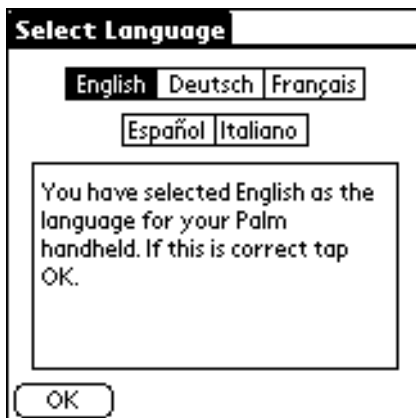 Select Language
English Deutsch Français
Español Italiano
You have selected English as the
language for your Palm
handheld. If this is correct tap
OK.
OK